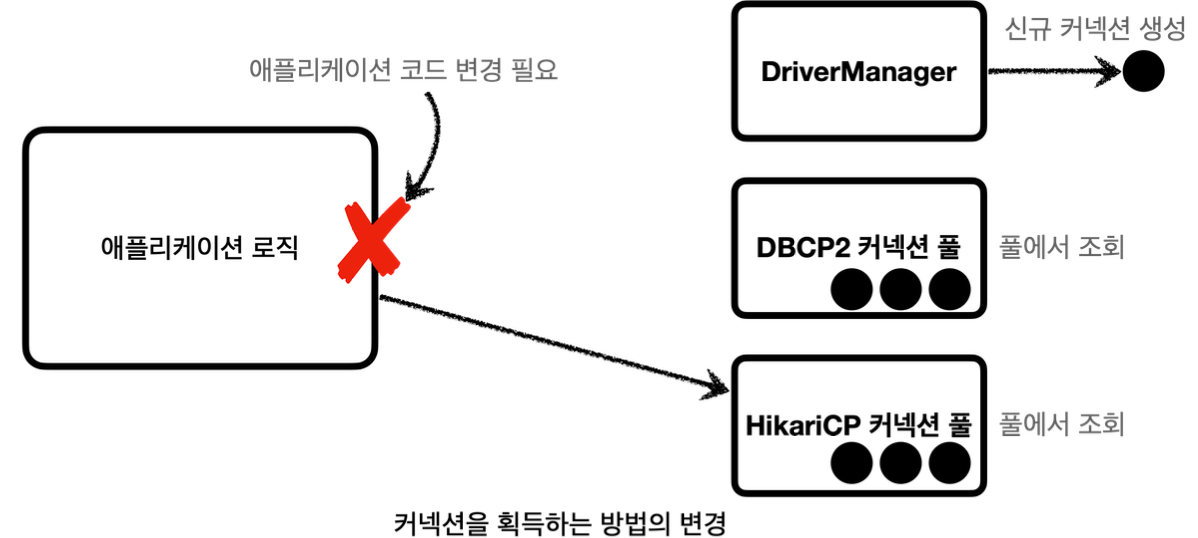 신규 커넥션 생성
애플리케이션 코드 변경 필요
DriverManager
애플리케이션 로직
DBCP2 커넥션 풀
풀에서 조회
HikariCP 커넥션 풀
풀에서 조회
커넥션을 획득하는 방법의 변경